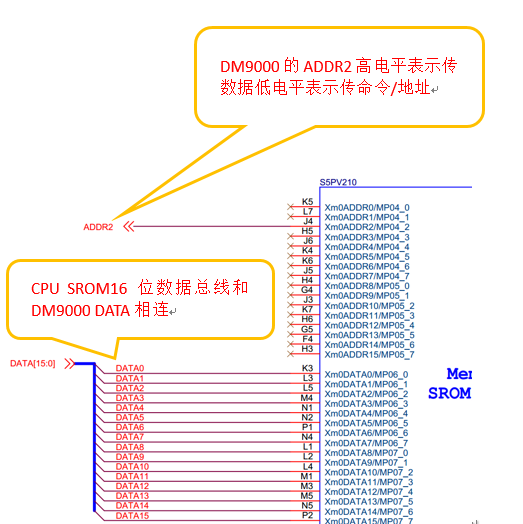 DM9000 的 ADDR2 高电平表示传
数据低电平表示传命令/地址
S5PV210
ADDR2
K5 Xm0ADDR0/MP04_0
L7 Xm0ADDR1/MP04_1
J4 Xm0ADDR2/MP04_2
H5 Xm0ADDR3/MP04_3
J6 Xm0ADDR4/MP04_4
K4 Xm0ADDR5/MP04_5
K6 Xm0ADDR6/MP04_6
J5 Xm0ADDR7/MP04_7
H4 Xm0ADDR8/MP05_0
G4 Xm0ADDR9/MP05_1
J3 Xm0ADDR10/MP05_2
K7 Xm0ADDR11/MP05_3
H6 Xm0ADDR12/MP05_4
G5 Xm0ADDR13/MP05_5
F4 Xm0ADDR14/MP05_6
H3 Xm0ADDR15/MP05_7
CPU SROM16 位数据总线和
DM9000 DATA 相连
DATA[15:0]
DATA0 K3 Xm0DATA0/MP06_0
DATA1 L3 Xm0DATA1/MP06_1
DATA2 L5 Xm0DATA2/MP06_2
DATA3 M4 Xm0DATA3/MP06_3
DATA4 N1 Xm0DATA4/MP06_4
DATA5 N2 Xm0DATA5/MP06_5
DATA6 P1 Xm0DATA6/MP06_6
DATA7 N4 Xm0DATA7/MP06_7
DATA8 L1 Xm0DATA8/MP07_0
DATA9 L2 Xm0DATA9/MP07_1
DATA10 L4 Xm0DATA10/MP07_2
DATA11 M1 Xm0DATA11/MP07_3
DATA12 M3 Xm0DATA12/MP07_4
DATA13 M5 Xm0DATA13/MP07_5
DATA14 N5 Xm0DATA14/MP07_6
DATA15 P2 Xm0DATA15/MP07_7
SROM